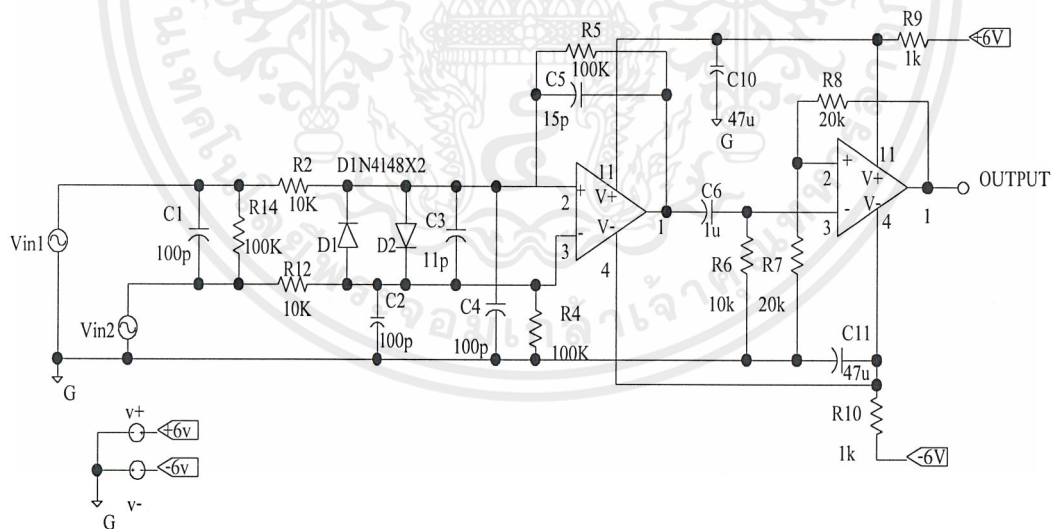 R5
100K
C5
15p
R9
1k
+6V
C10
47u
G
R8
20k
R2
10K
D1N4148X2
11
V+
V-
+
-
2
3
4
1
11
V+
V-
+
-
2
3
4
1
OUTPUT
C6
1u
Vin1
C1
100p
R14
100K
D1
D2
C3
11p
R12
10K
C2
100p
C4
100p
R4
100K
R6
10k
R7
20k
C11
47u
Vin2
G
R10
1k
-6V
v+
+6v
-6v
v-
G